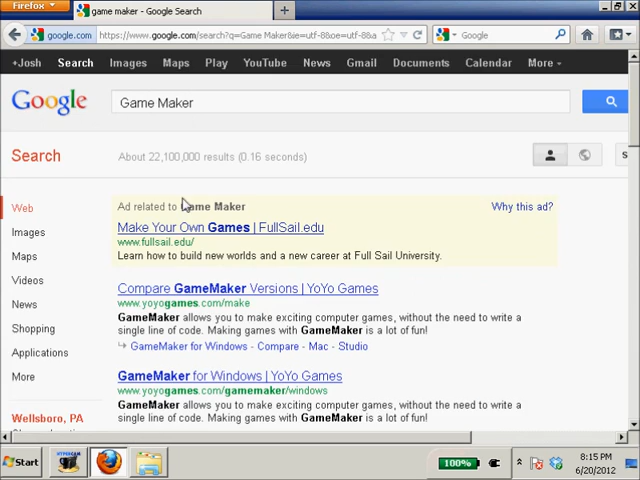 Firefox
game maker - Google Search
google.com
https://www.google.com/search?q=Game Maker&ie=utf-8&oe=utf-8&a
Google
+Josh Search Images Maps Play YouTube News Gmail Documents Calendar More
Google
Game Maker
Search
About 22,100,000 results (0.16 seconds)
Web
Images
Maps
Videos
News
Shopping
Applications
More
Wellsboro, PA
Ad related to Game Maker
Why this ad?
Make Your Own Games | FullSail.edu
www.fullsail.edu/
Learn how to build new worlds and a new career at Full Sail University.
Compare GameMaker Versions | YoYo Games
www.yoyogames.com/make
GameMaker allows you to make exciting computer games, without the need to write a
single line of code. Making games with GameMaker is a lot of fun!
GameMaker for Windows - Compare - Mac - Studio
GameMaker for Windows | YoYo Games
www.yoyogames.com/gamemaker/windows
GameMaker allows you to make exciting computer games, without the need to write a
single line of code. Making games with GameMaker is a lot of fun!
Start
HYPERCAM
100%
8:15 PM
6/20/2012